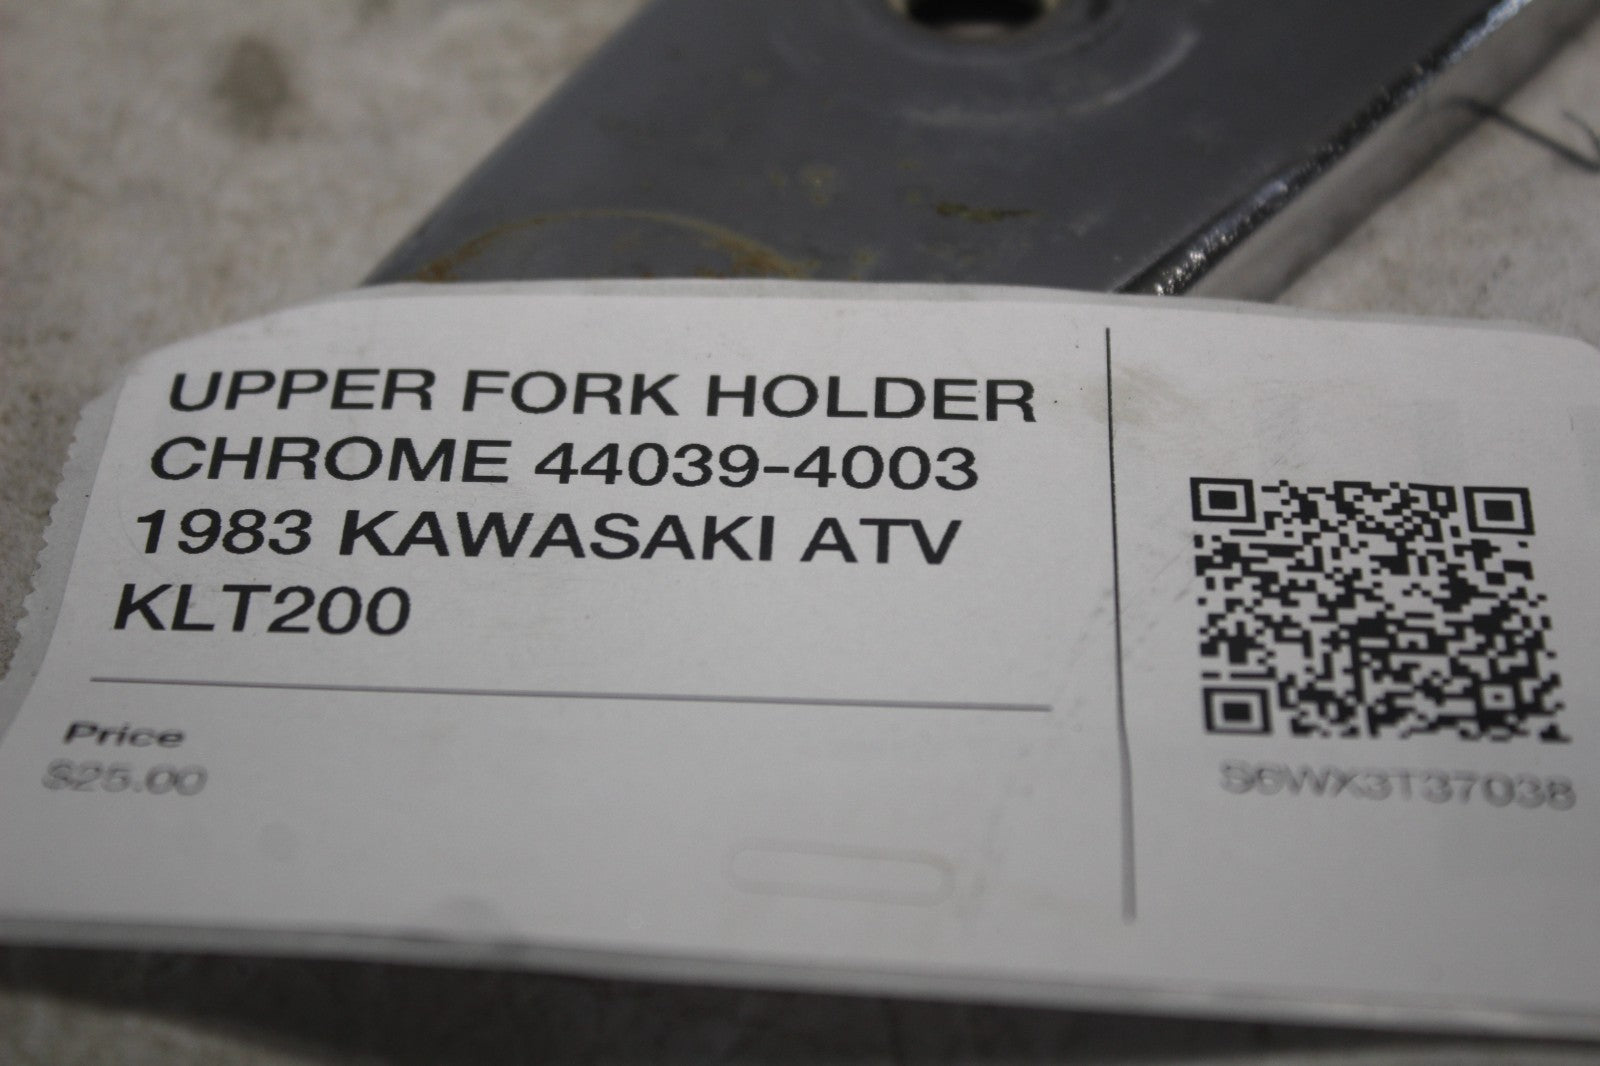 UPPER FORK HOLDER
CHROME 44039-4003
1983 KAWASAKI ATV
KLT200
Price
$25.00
S6WX3T37038